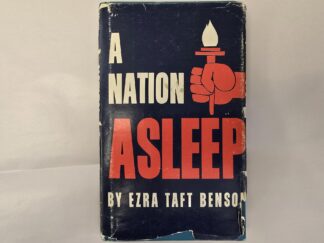 A
NATION
ASLEEP
BY EZRA TAFT BENSON